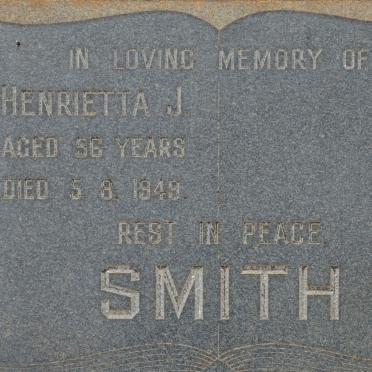 IN LOVING MEMORY OF
HENRIETTA J.
AGED 56 YEARS
DIED 5. 8. 1949.
REST IN PEACE.
SMITH